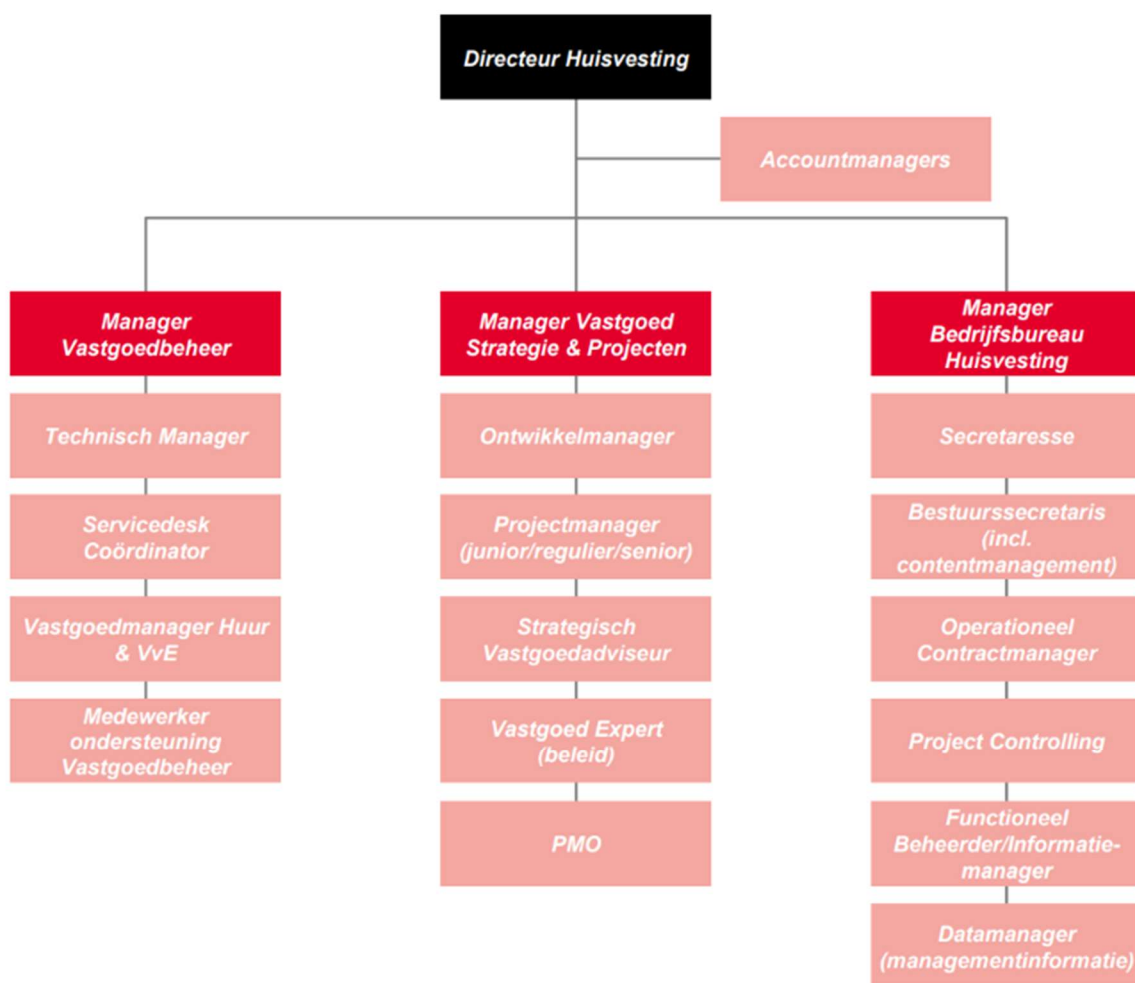 Directeur Huisvesting
Accountmanagers
Manager
Vastgoedbeheer
Technisch Manager
Servicedesk
Coördinator
Vastgoedmanager Huur
& VvE
Medewerker
ondersteuning
Vastgoedbeheer
Manager Vastgoed
Strategie & Projecten
Ontwikkelmanager
Projectmanager
(junior/regulier/senior)
Strategisch
Vastgoedadviseur
Vastgoed Expert
(beleid)
PMO
Manager
Bedrijfsbureau
Huisvesting
Secretaresse
Bestuurssecretaris
(incl.
contentmanagement)
Operationeel
Contractmanager
Project Controlling
Functioneel
Beheerder/Informatie-
manager
Datamanager
(managementinformatie)